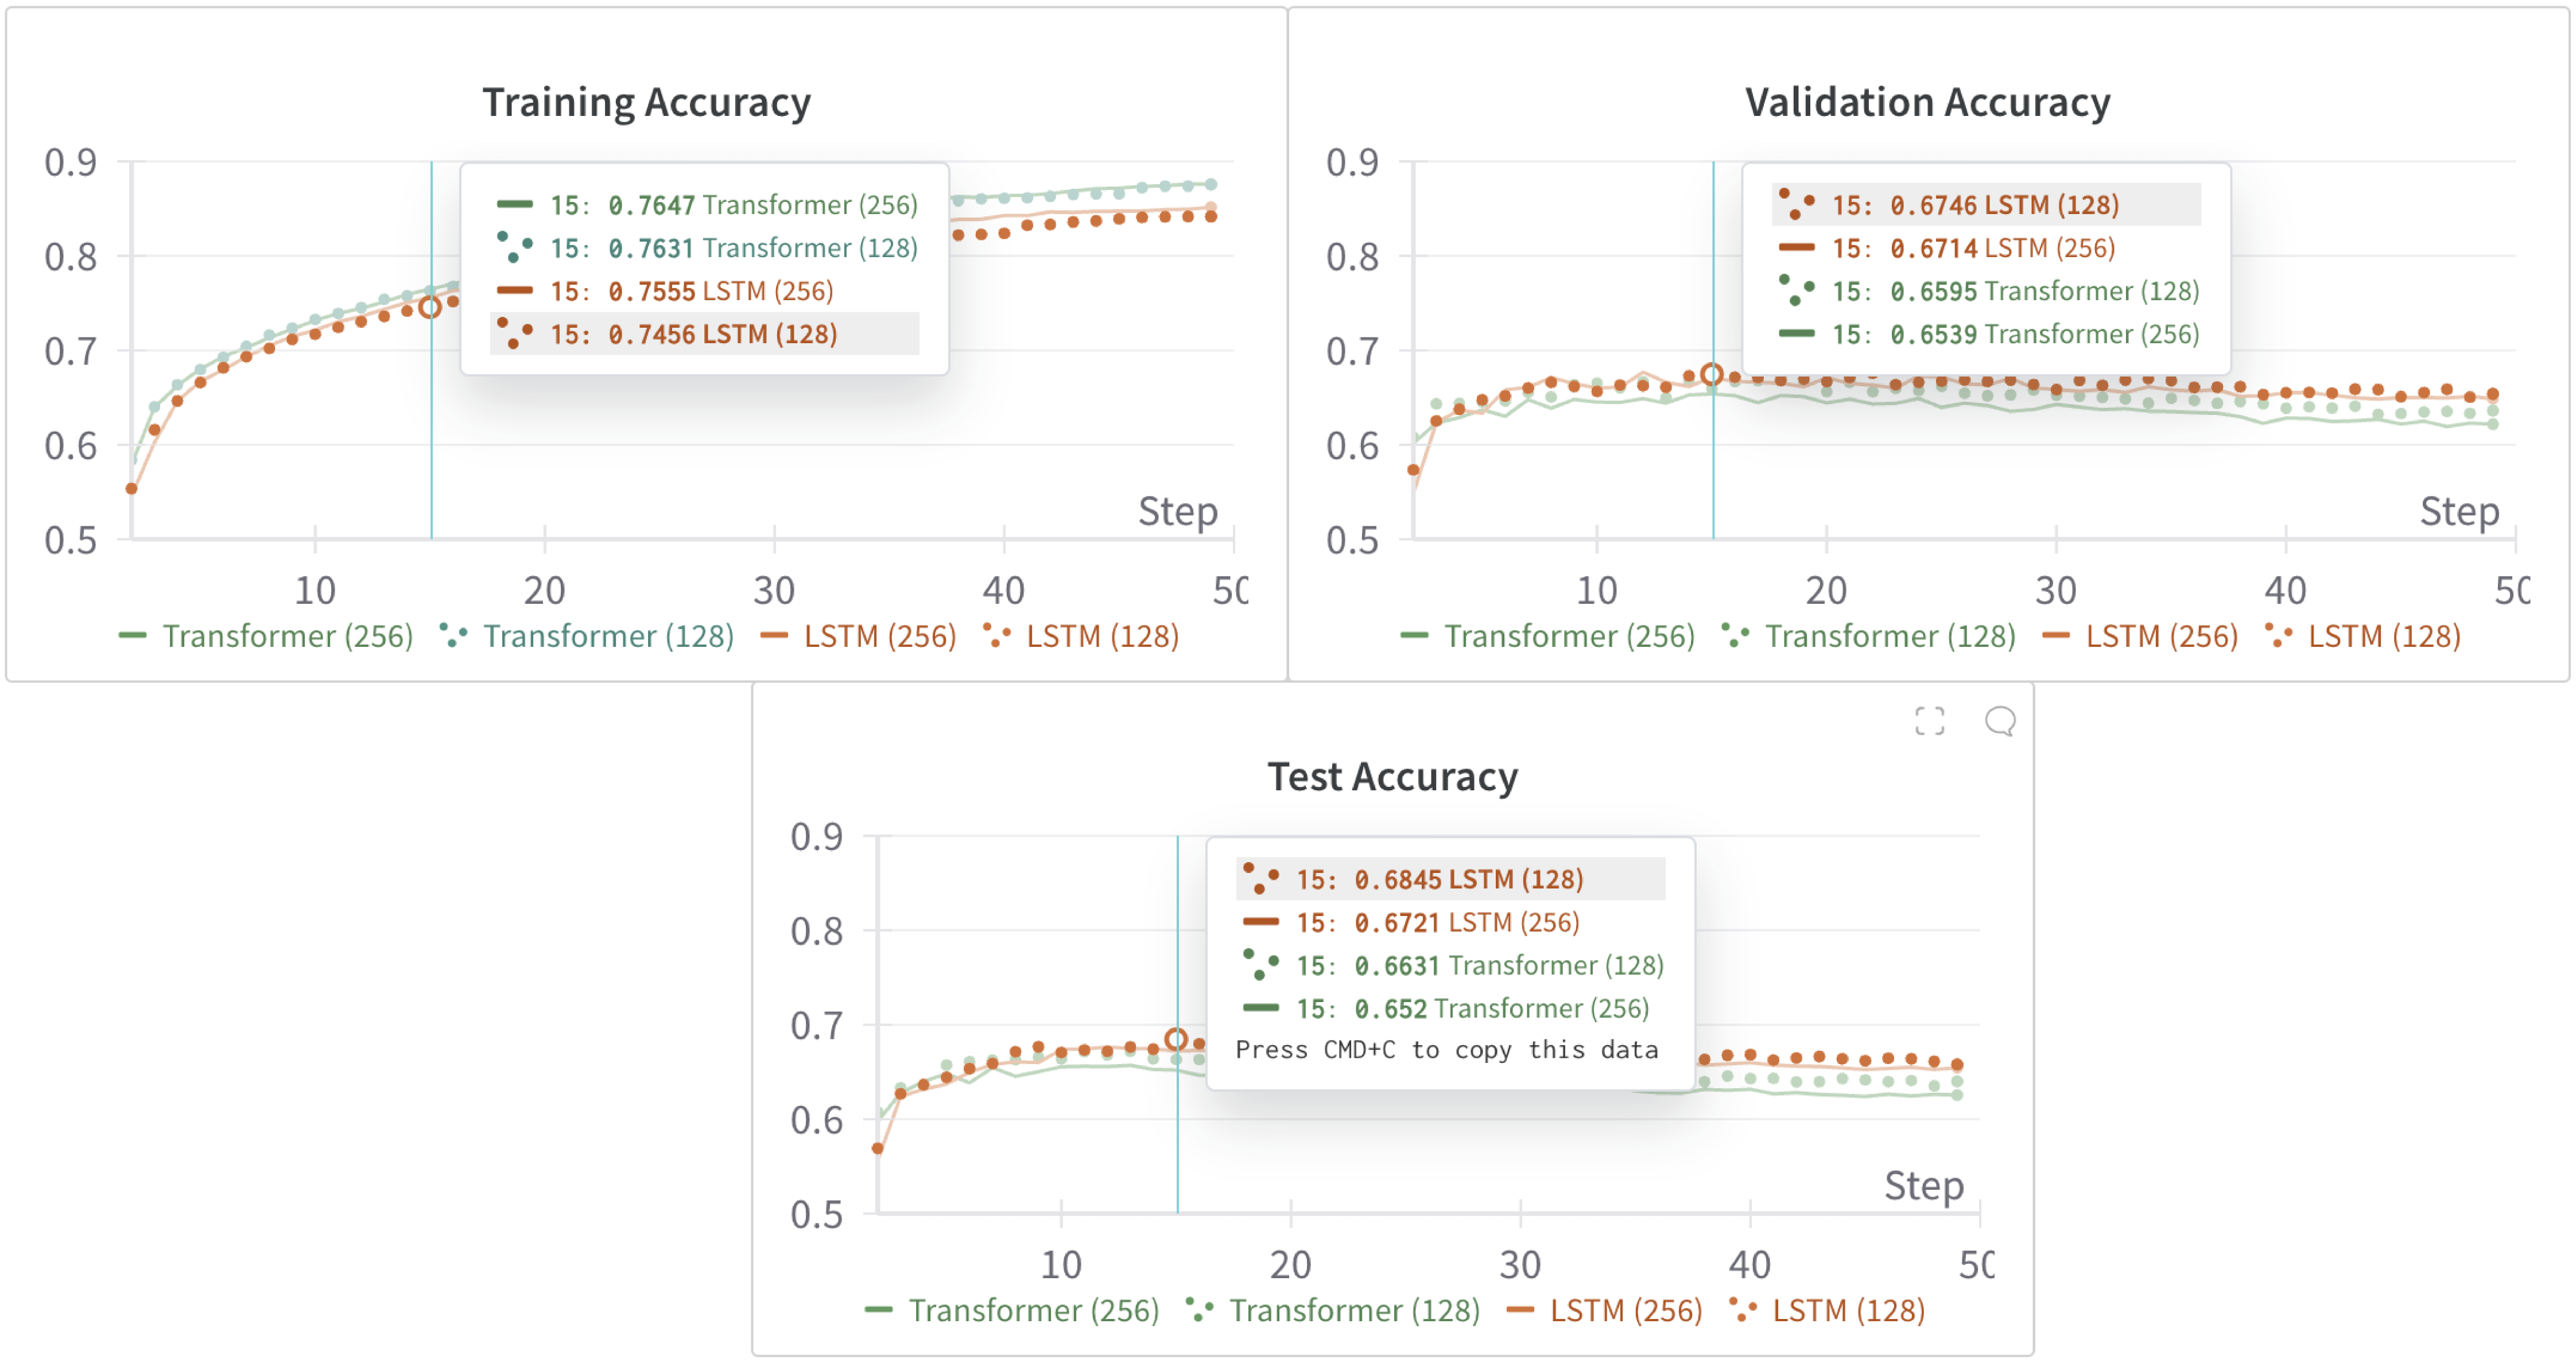 Training Accuracy
0.9
0.8
0.7
0.6
0.5
15: 0.7647 Transformer (256)
15: 0.7631 Transformer (128)
15: 0.7555 LSTM (256)
15: 0.7456 LSTM (128)
Step
10 20 30 40 50
Transformer (256) Transformer (128) LSTM (256) LSTM (128)
Validation Accuracy
0.9
0.8
0.7
0.6
0.5
15: 0.6746 LSTM (128)
15: 0.6714 LSTM (256)
15: 0.6595 Transformer (128)
15: 0.6539 Transformer (256)
Step
10 20 30 40 50
Transformer (256) Transformer (128) LSTM (256) LSTM (128)
Test Accuracy
0.9
0.8
0.7
0.6
0.5
15: 0.6845 LSTM (128)
15: 0.6721 LSTM (256)
15: 0.6631 Transformer (128)
15: 0.652 Transformer (256)
Press CMD+C to copy this data
Step
10 20 30 40 50
Transformer (256) Transformer (128) LSTM (256) LSTM (128)